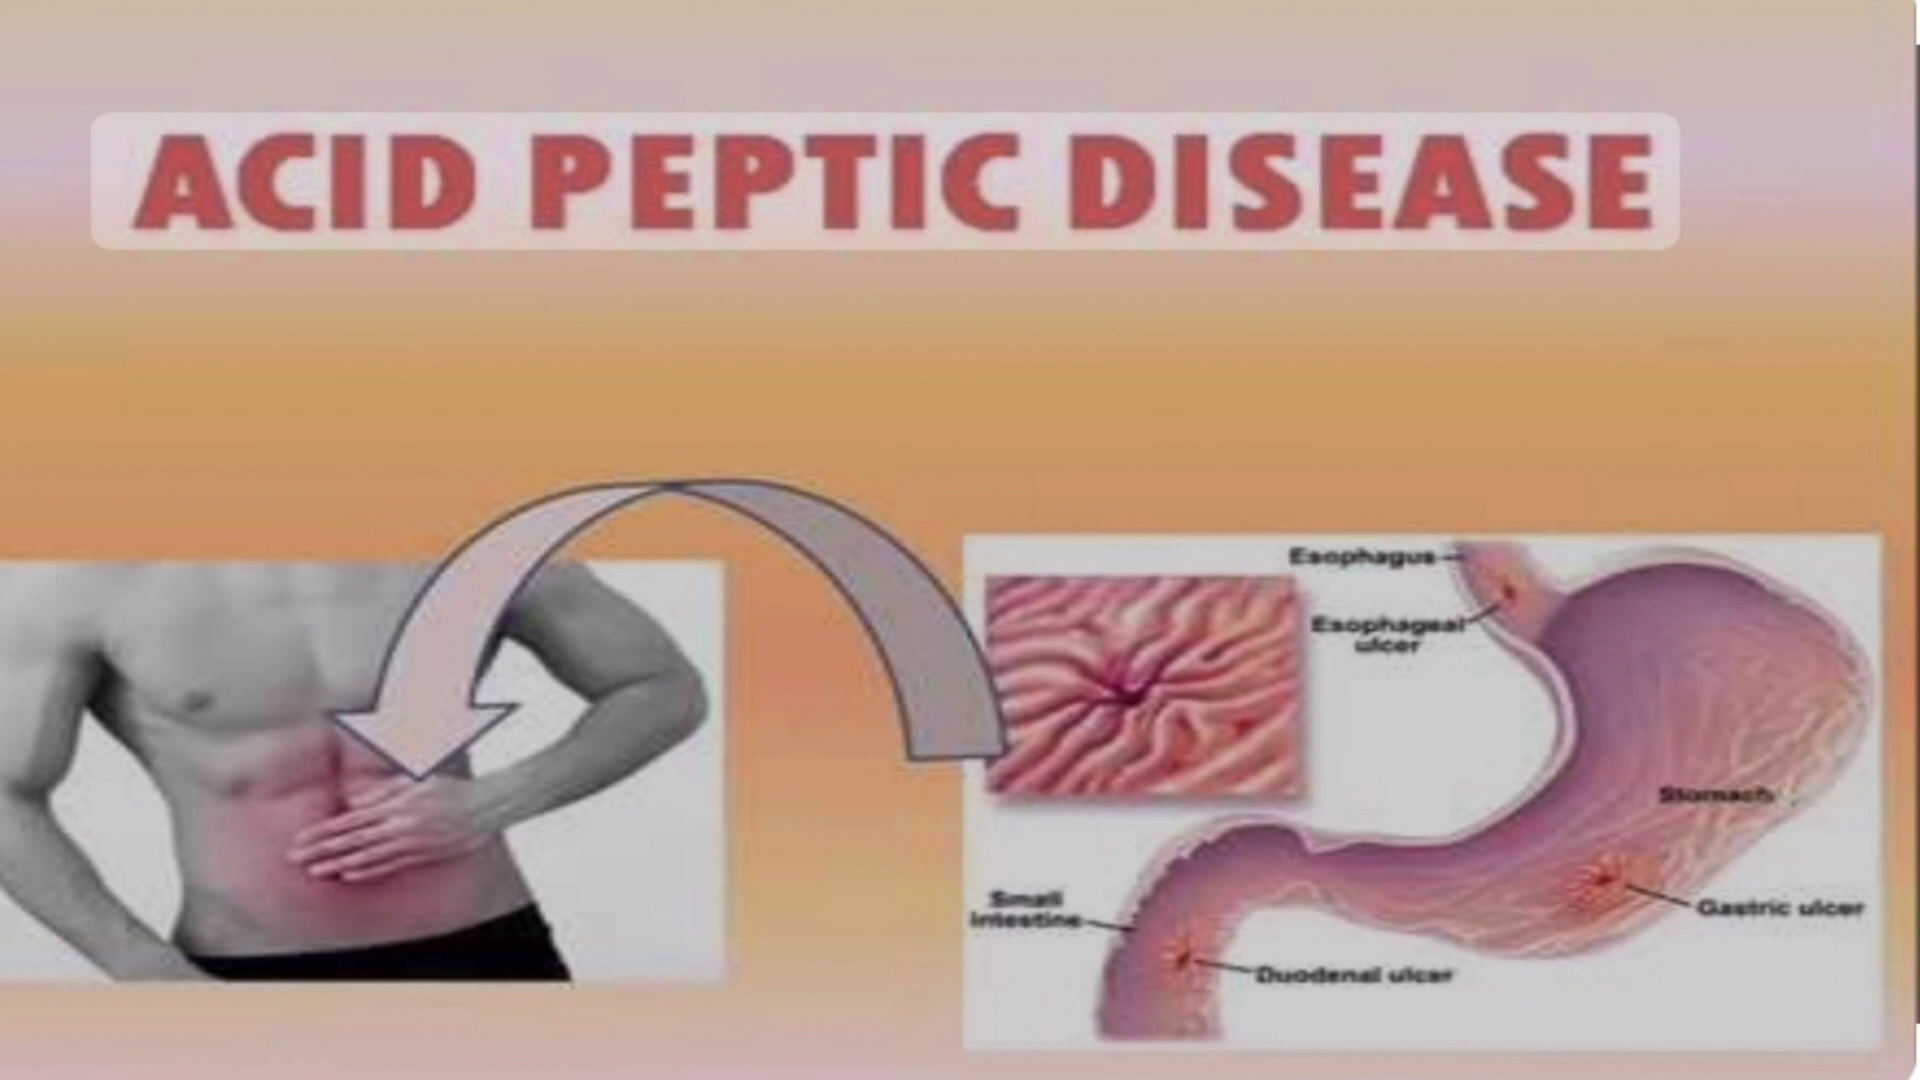 ACID PEPTIC DISEASE
Esophagus
Esophageal
ulcer
Stomach
Small
Intestine
Gastric ulcer
Duodenal ulcer